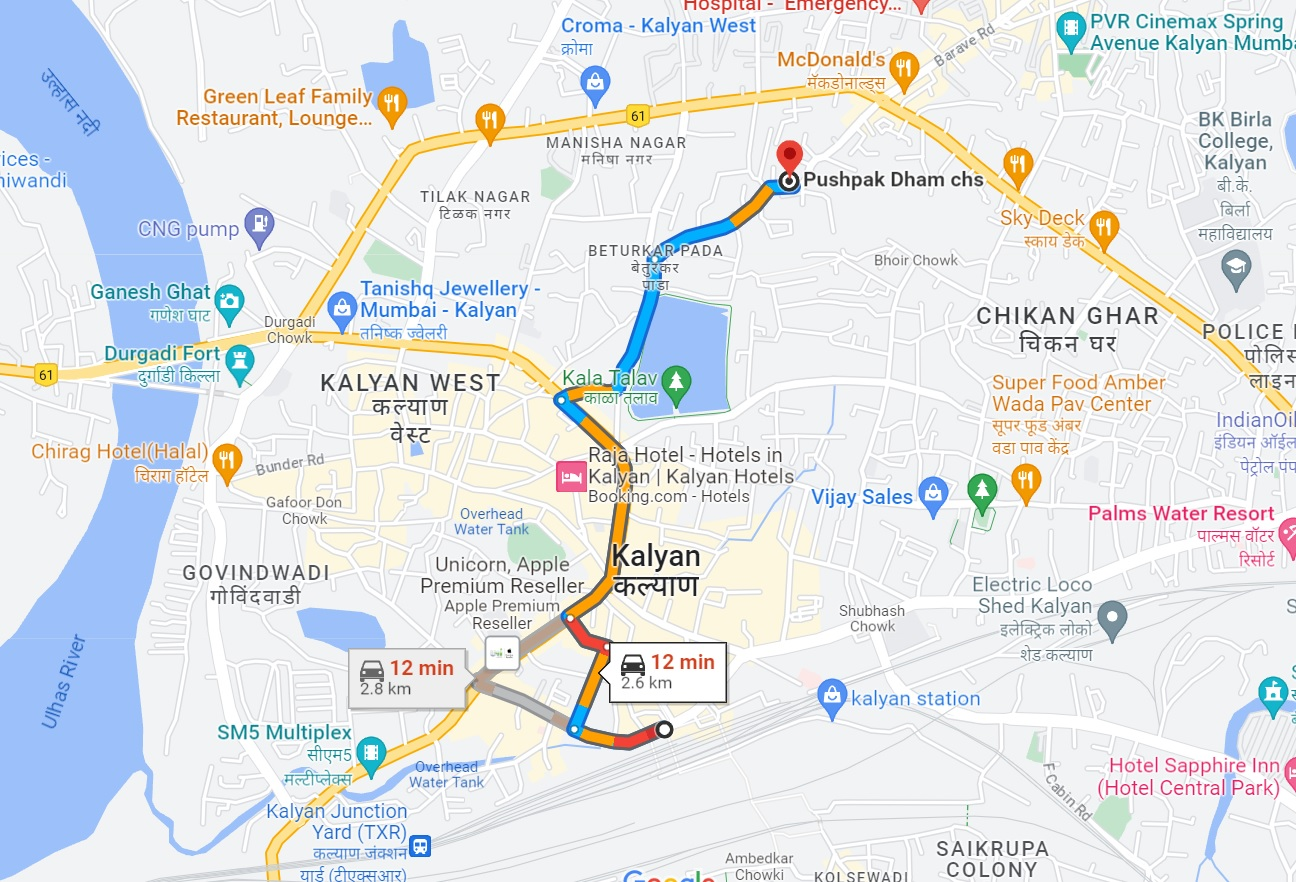 Hospital - Emergency...
Croma - Kalyan West
क्रोमा
PVR Cinemax Spring
Avenue Kalyan Mumba
Barave Rd
McDonald's
मॅकडोनाल्ड्स
उल्हास नदी
Green Leaf Family
Restaurant, Lounge...
61
MANISHA NAGAR
मनिषा नगर
BK Birla
College,
Kalyan
बी.के.
बिर्ला
महाविद्यालय
ices -
hiwandi
Pushpak Dham chs
TILAK NAGAR
टिळक नगर
CNG pump
Sky Deck
स्काय डेक
BETURKAR PADA
बेतुरकर
पाडा
Bhoir Chowk
Ganesh Ghat
गणेश घाट
Tanishq Jewellery -
Mumbai - Kalyan
तनिष्क ज्वेलरी
Durgadi
Chowk
CHIKAN GHAR
चिकन घर
POLICE
पोलिस
लाइन
Durgadi Fort
दुर्गाडी किल्ला
61
KALYAN WEST
कल्याण
वेस्ट
Kala Talav
काळा तलाव
Super Food Amber
Wada Pav Center
सूपर फूड अंबर
वडा पाव केंद्र
IndianOil
इंडियन ऑईल
पेट्रोल पंप
Chirag Hotel(Halal)
चिराग हॉटेल
Bunder Rd
Raja Hotel - Hotels in
Kalyan | Kalyan Hotels
Booking.com - Hotels
Vijay Sales
Gafoor Don
Chowk
Overhead
Water Tank
Palms Water Resort
पाल्मस वॉटर
रिसोर्ट
Kalyan
कल्याण
Unicorn, Apple
Premium Reseller
Apple Premium
Reseller
GOVINDWADI
गोविंदवाडी
Electric Loco
Shed Kalyan
इलेक्ट्रिक लोको
शेड कल्याण
Shubhash
Chowk
12 min
2.8 km
12 min
2.6 km
Ulhas River
kalyan station
SM5 Multiplex
सीएम5
मल्टीप्लेक्स
Overhead
Water Tank
Hotel Sapphire Inn
(Hotel Central Park)
F Cabin Rd
Kalyan Junction
Yard (TXR)
कल्याण जंक्शन
यार्ड (टीएक्सआर)
Ambedkar
Chowki
SAIKRUPA
COLONY
KOLSEWADI
Google